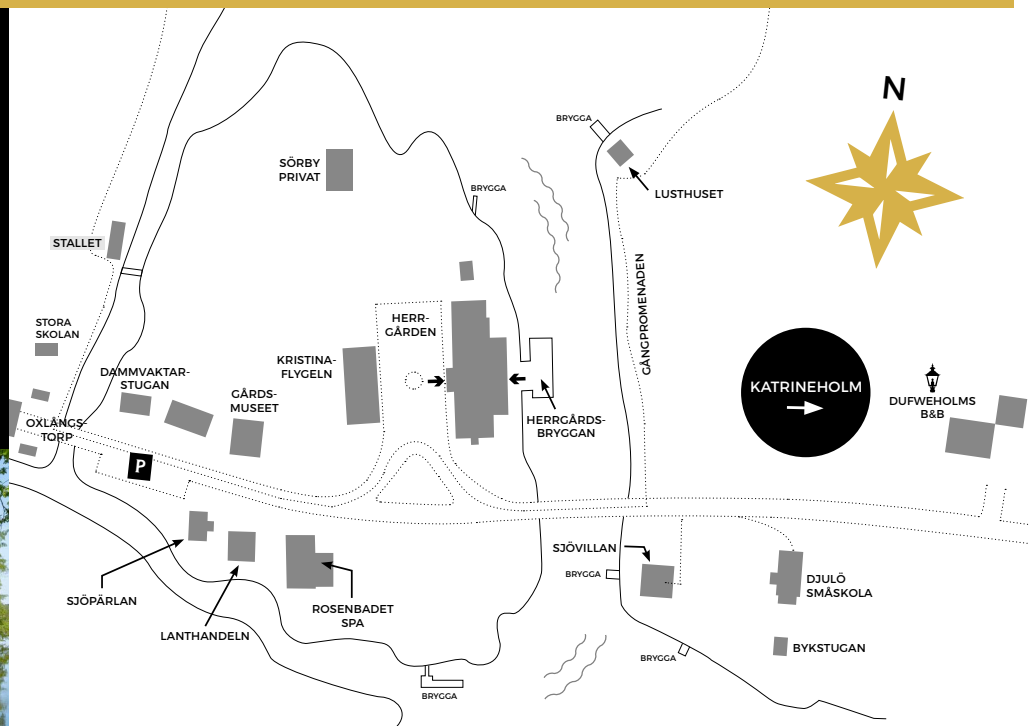 N
BRYGGA
SÖRBY
PRIVAT
BRYGGA
LUSTHUSET
STALLET
GÅNGPROMENADEN
STORA
SKOLAN
HERR-
GÅRDEN
KRISTINA-
FLYGELN
DAMMVAKTAR-
STUGAN
GÅRDS-
MUSEET
KATRINEHOLM
DUFWEHOLMS
B&B
OXLÅNGS-
TORP
HERRGÅRDS-
BRYGGAN
P
SJÖVILLAN
BRYGGA
DJULÖ
SMÅSKOLA
SJÖPÄRLAN
ROSENBADET
SPA
LANTHANDELN
BYKSTUGAN
BRYGGA
BRYGGA